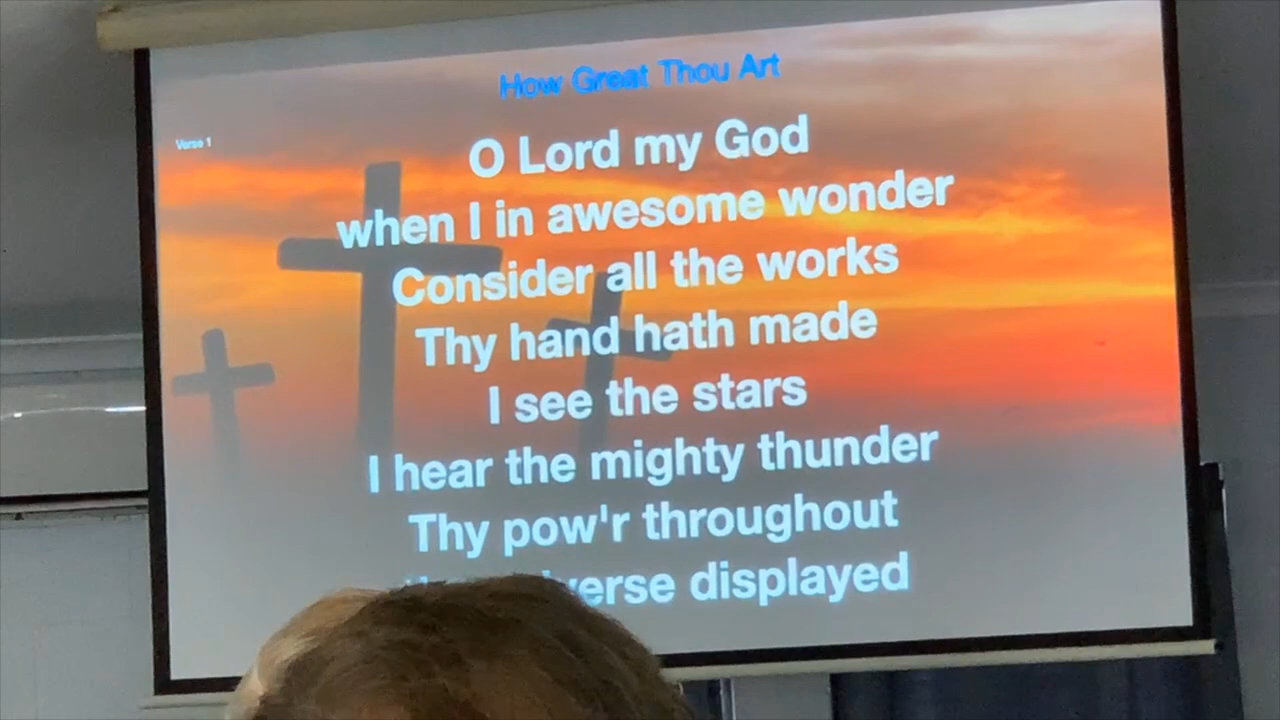 How Great Thou Art
Verse 1
O Lord my God
when I in awesome wonder
Consider all the works
Thy hand hath made
I see the stars
I hear the mighty thunder
Thy pow'r throughout
displayed